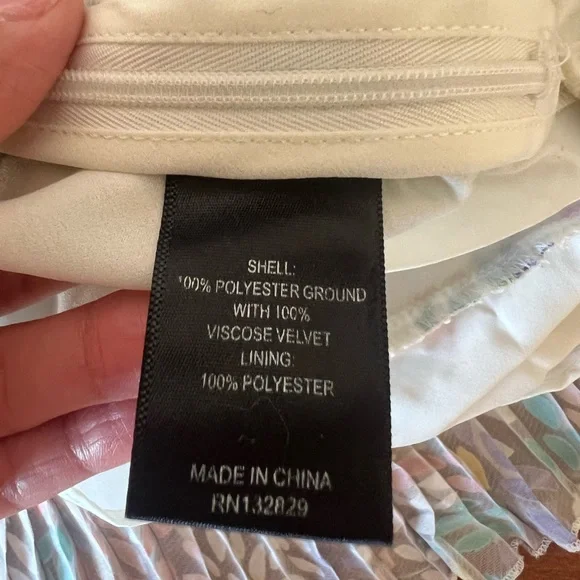 SHELL:
100% POLYESTER GROUND
WITH 100%
VISCOSE VELVET
LINING:
100% POLYESTER
MADE IN CHINA
RN132829